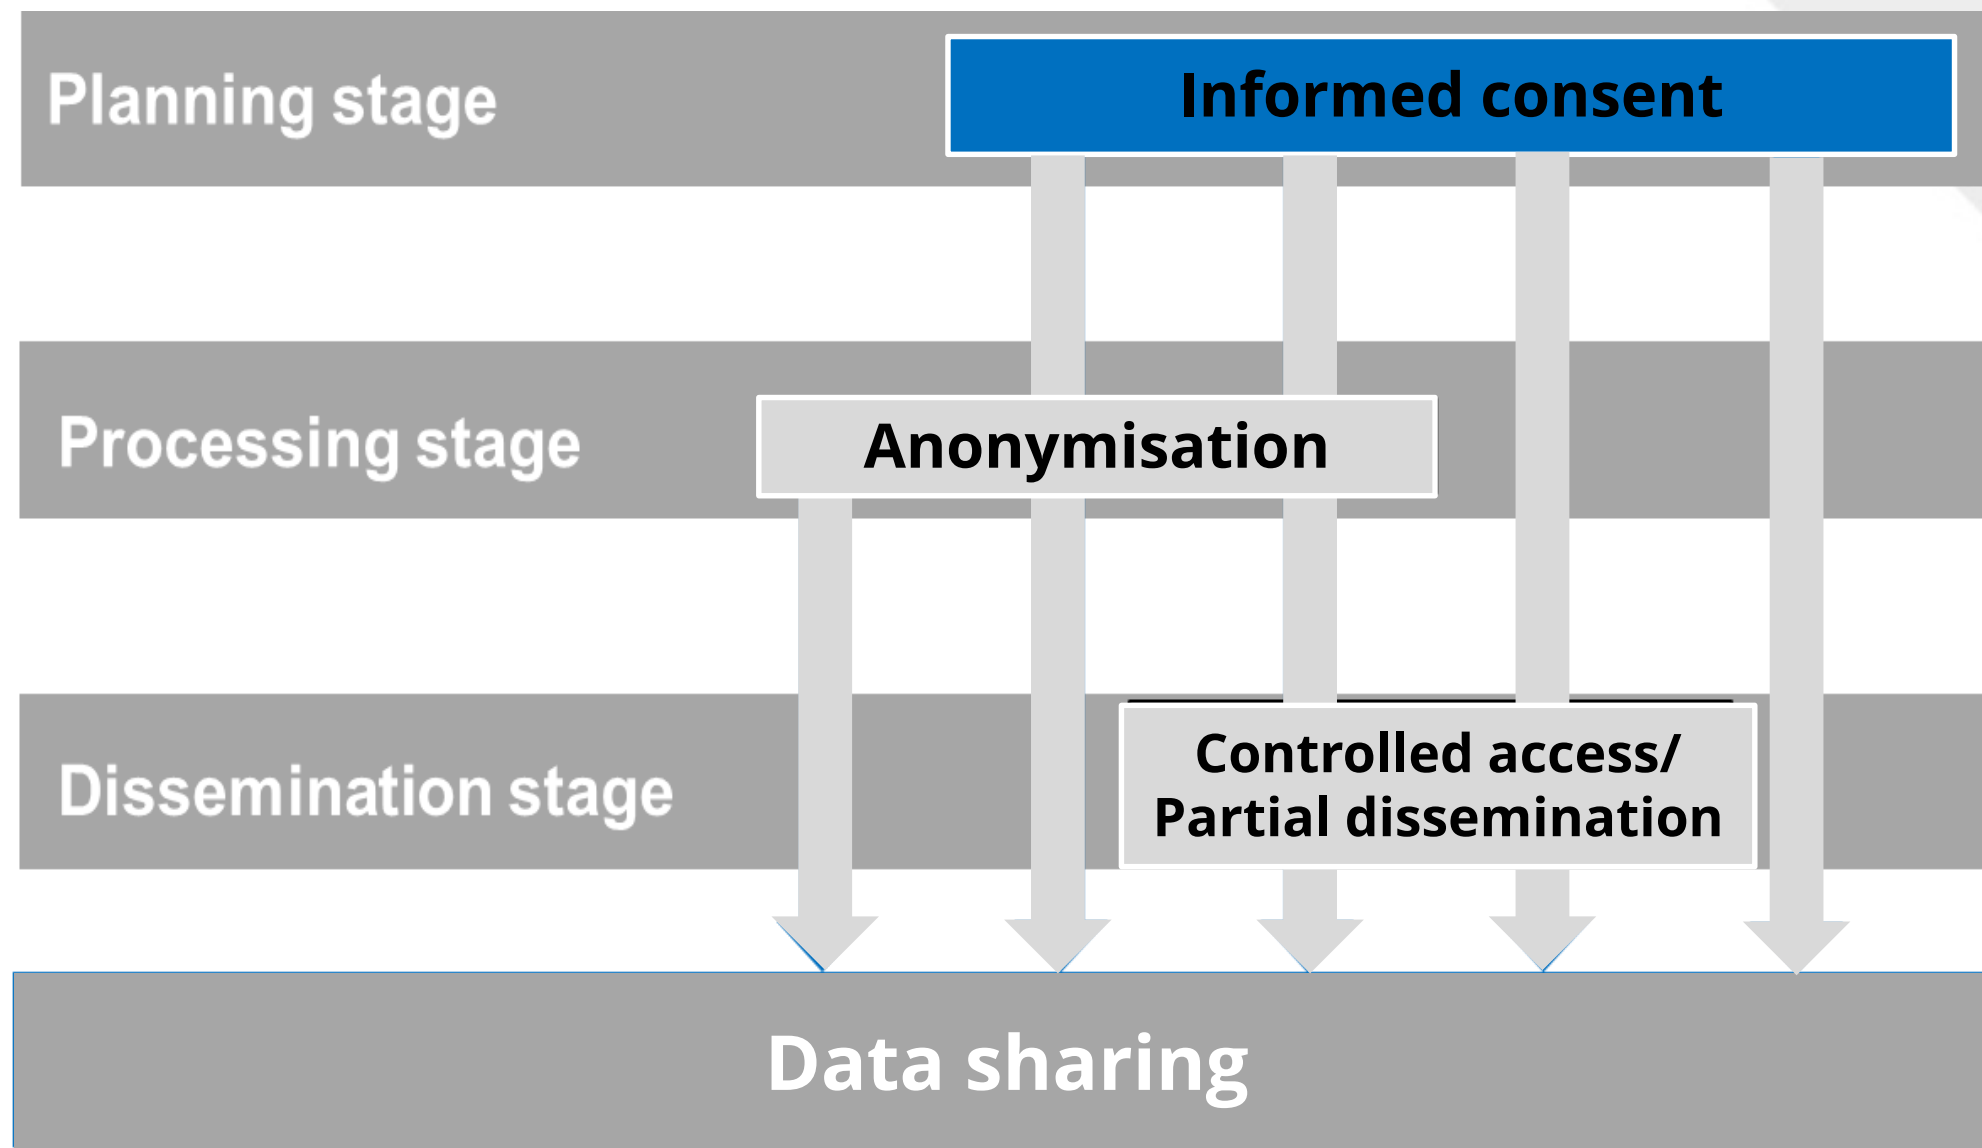 Planning stage
Informed consent
Processing stage
Anonymisation
Dissemination stage
Controlled access/
Partial dissemination
Data sharing